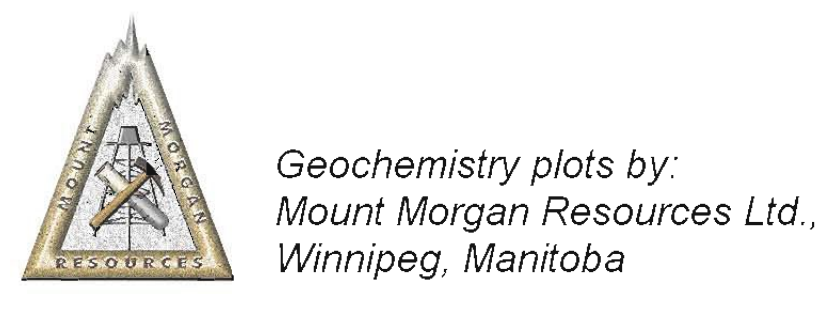 MOUNT MORGAN
RESOURCES
Geochemistry plots by:
Mount Morgan Resources Ltd.,
Winnipeg, Manitoba